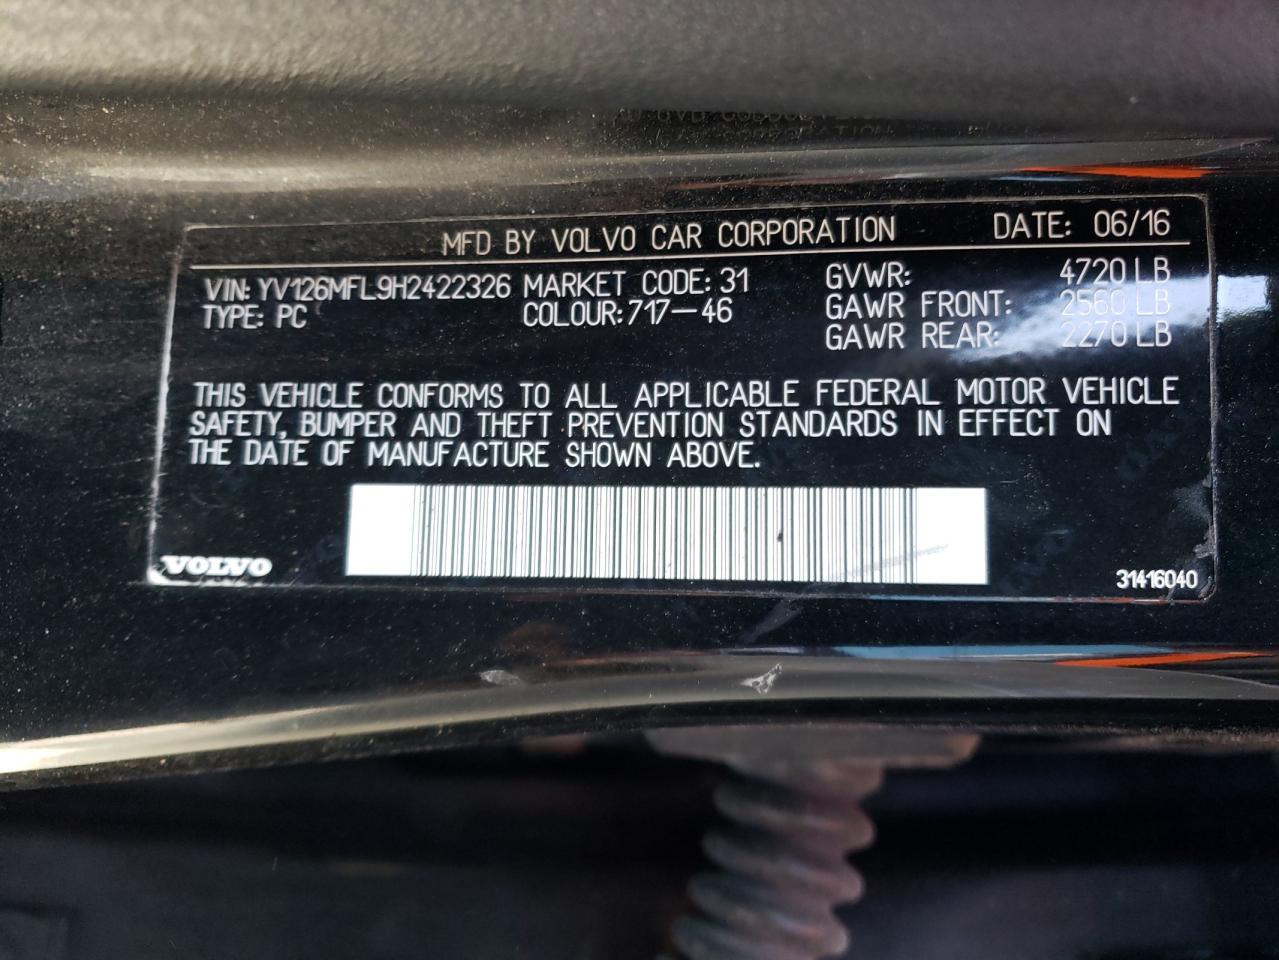 MFD BY VOLVO CAR CORPORATION DATE: 06/16
VIN: YV126MFL9H2422326 MARKET CODE: 31 GVWR: 4720 LB
TYPE: PC COLOUR: 717-46 GAWR FRONT: 2560 LB
GAWR REAR: 2270 LB
THIS VEHICLE CONFORMS TO ALL APPLICABLE FEDERAL MOTOR VEHICLE
SAFETY, BUMPER AND THEFT PREVENTION STANDARDS IN EFFECT ON
THE DATE OF MANUFACTURE SHOWN ABOVE.
VOLVO
31416040